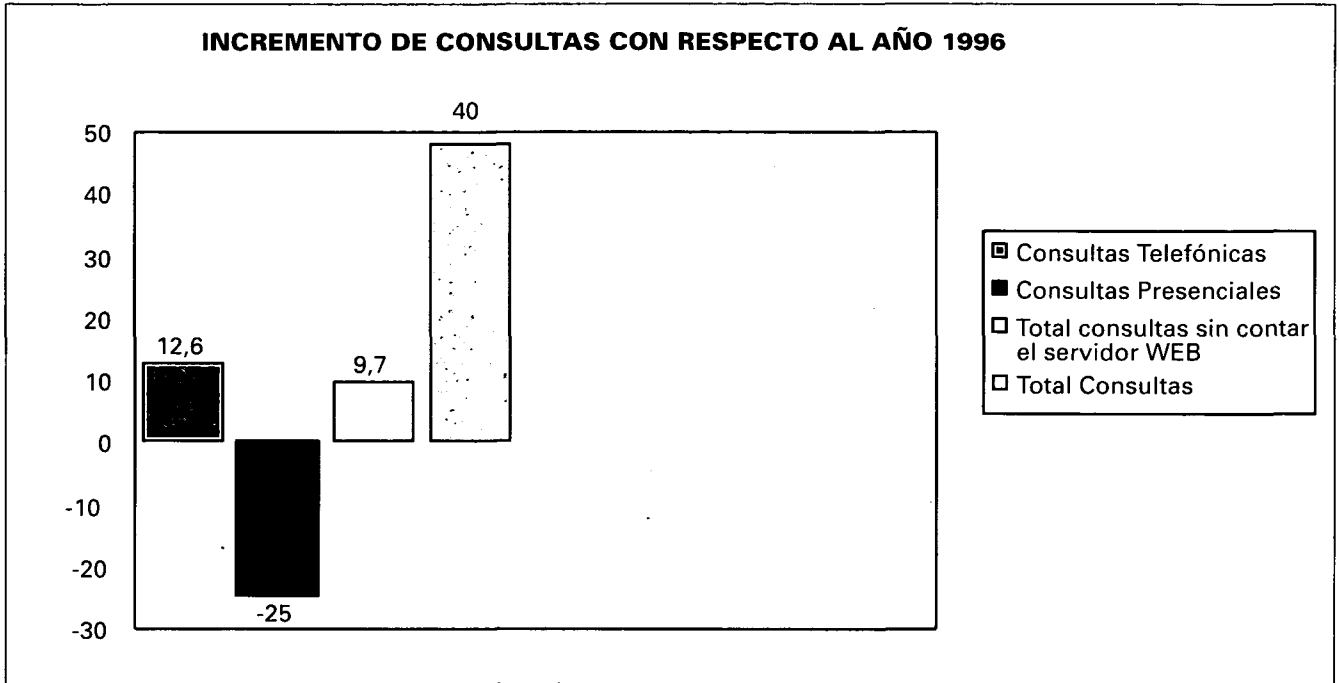 INCREMENTO DE CONSULTAS CON RESPECTO AL AÑO 1996
40
50
40
30
20
12,6
9,7
10
0
-10
-20
-25
-30
Consultas Telefónicas
Consultas Presenciales
Total consultas sin contar
el servidor WEB
Total Consultas